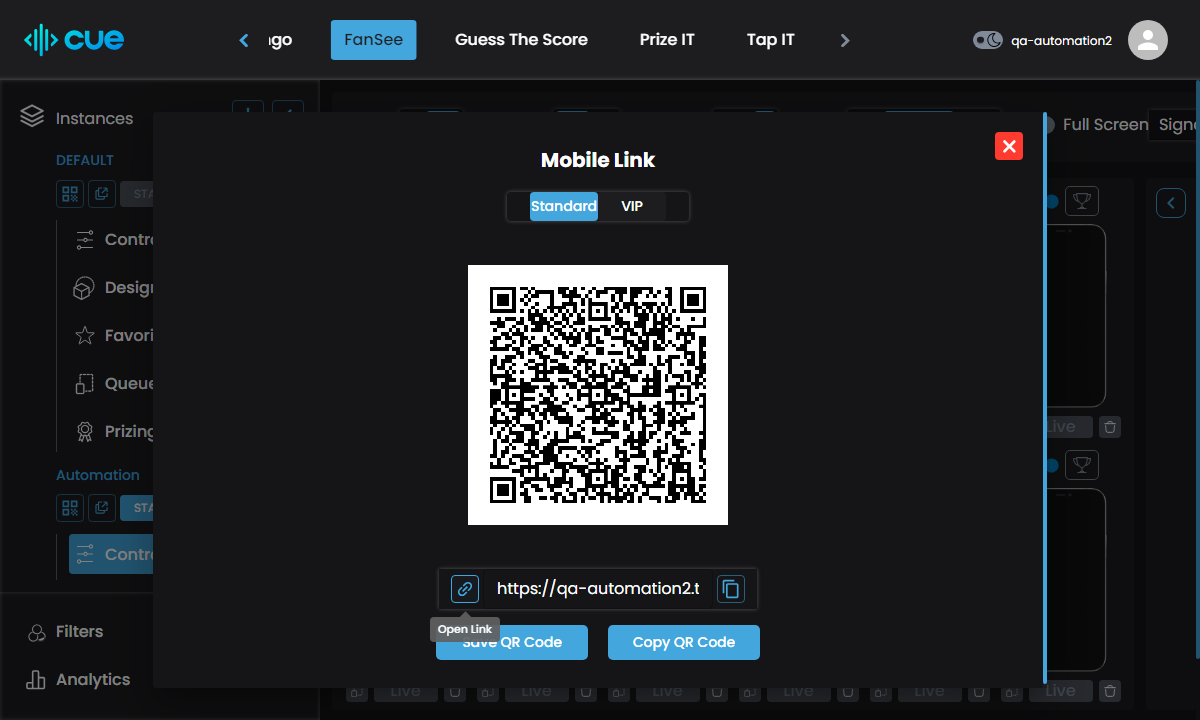 cue
ngo
FanSee
Guess The Score
Prize IT
Tap IT
qa-automation2
Instances
DEFAULT
STA
Contro
Design
Favori
Queue
Prizing
Automation
STA
Contro
Filters
Analytics
Full Screen
Signa
Mobile Link
Standard
VIP
https://qa-automation2.t
Open Link
Save QR Code
Copy QR Code
Live
Live
Live
Live
Live
Live
Live